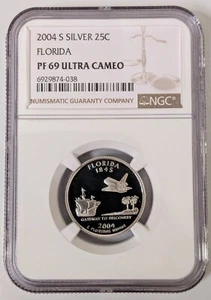 2004 S SILVER 25C
FLORIDA
PF 69 ULTRA CAMEO
6929874-038
NUMISMATIC GUARANTY COMPANY
NGC
FLORIDA
1845
GATEWAY TO DISCOVERY
2004
E PLURIBUS UNUM